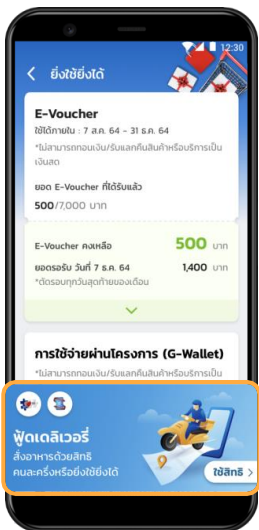 12:30
ยิ่งใช้ยิ่งได้
E-Voucher
ใช้ได้ภายใน : 7 ส.ค. 64 - 31 ธ.ค. 64
*ไม่สามารถถอนเงิน/รับแลกคืนสินค้าหรือบริการเป็น
เงินสด
ยอด E-Voucher ที่ได้รับแล้ว
500/7,000 บาท
E-Voucher คงเหลือ 500 บาท
ยอดรอรับ วันที่ 7 ธ.ค. 64 1,400 บาท
*ตัดรอบทุกวันสุดท้ายของเดือน
การใช้จ่ายผ่านโครงการ (G-Wallet)
*ไม่สามารถถอนเงิน/รับแลกคืนสินค้าหรือบริการเป็น
ฟู้ดเดลิเวอรี่
สั่งอาหารด้วยสิทธิ
คนละครึ่งหรือยิ่งใช้ยิ่งได้
ใช้สิทธิ